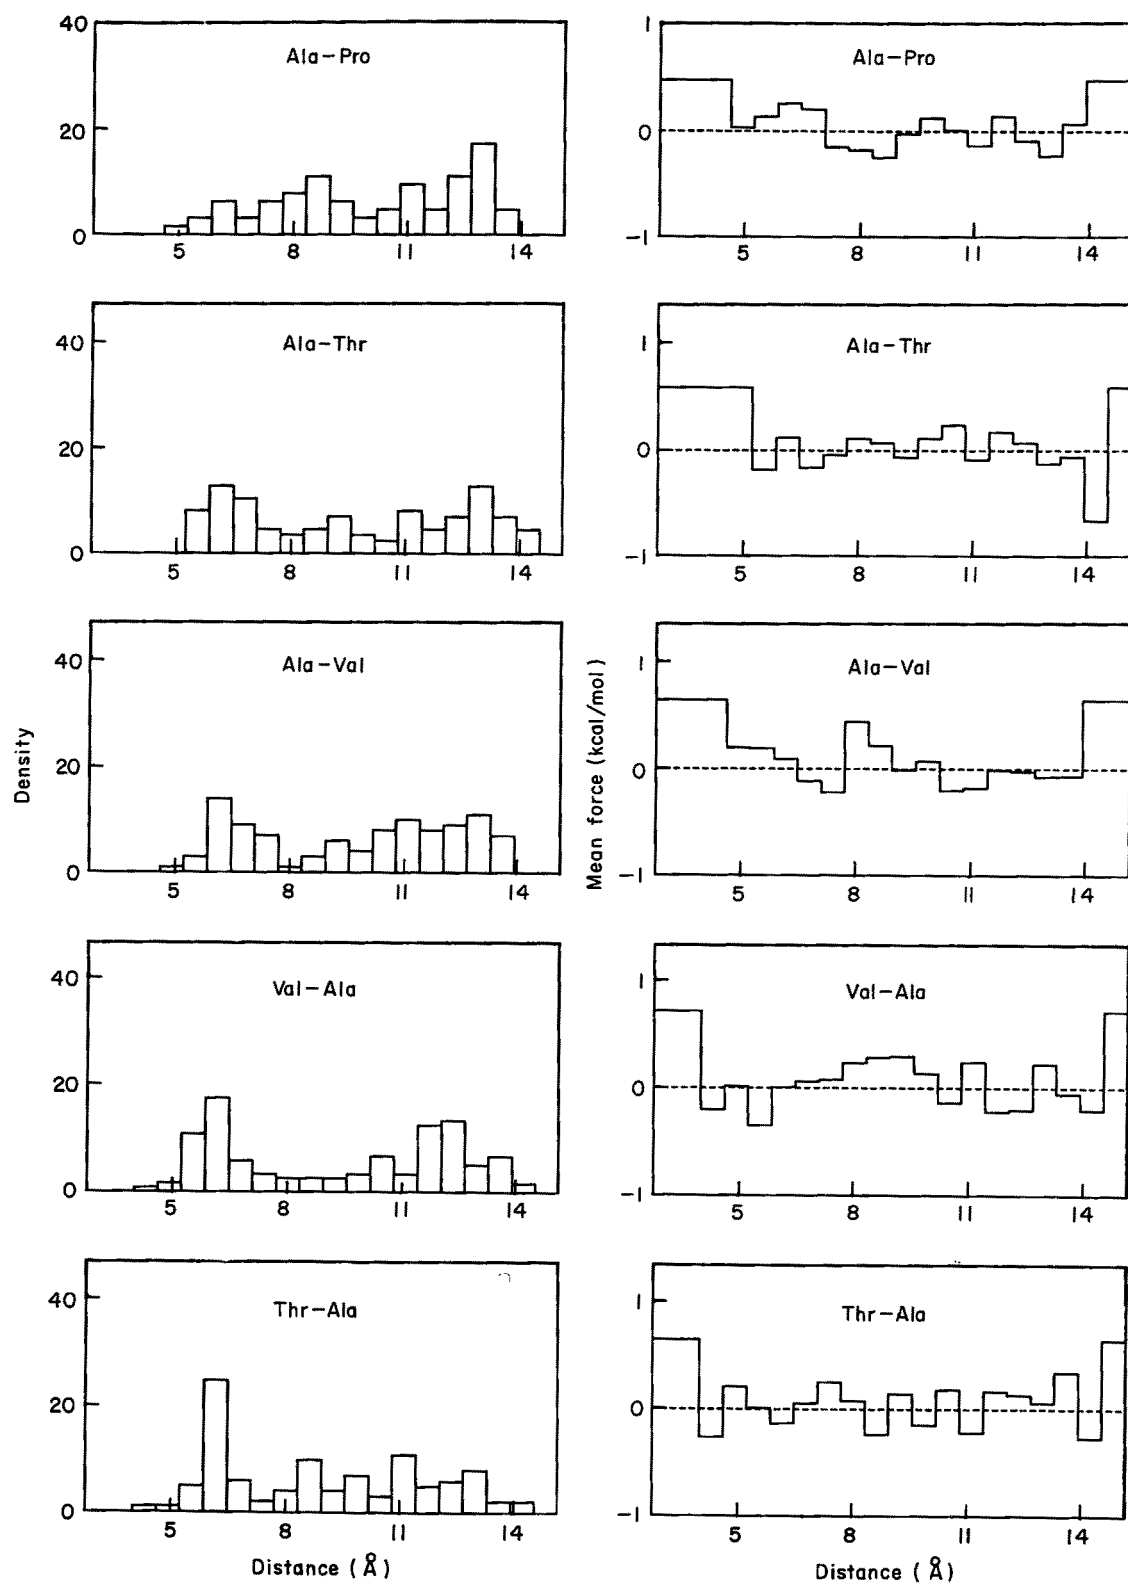 40
Ala–Pro
20
0
5 8 11 14
1
Ala–Pro
0
–1
5 8 11 14
40
Ala–Thr
20
0
5 8 11 14
1
Ala–Thr
0
–1
5 8 11 14
Density
40
Ala–Val
20
0
5 8 11 14
Mean force (kcal/mol)
1
Ala–Val
0
–1
5 8 11 14
40
Val–Ala
20
0
5 8 11 14
1
Val–Ala
0
–1
5 8 11 14
40
Thr–Ala
20
0
5 8 11 14
Distance (Å)
1
Thr–Ala
0
–1
5 8 11 14
Distance (Å)